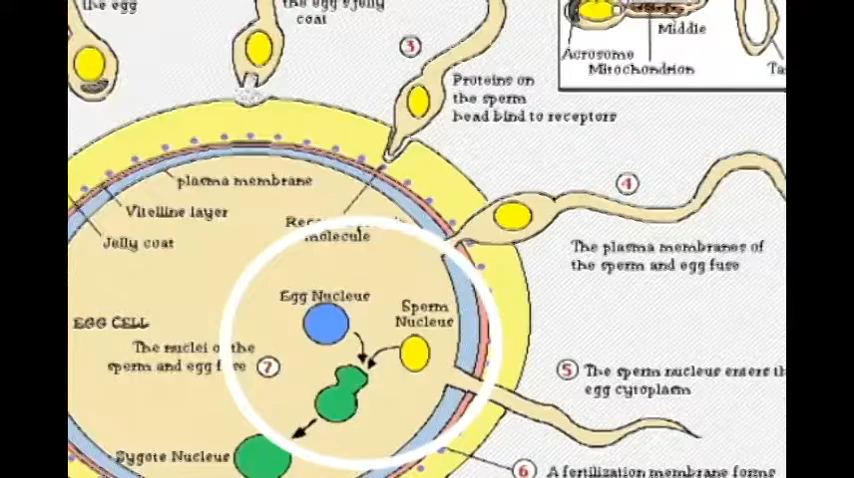 the egg
the egg's jelly
coat
3
Proteins on
the sperm
head bind to receptors
Middle
Acrosome
Mitochondrion
Ta
plasma membrane
Vitelline layer
Jelly coat
molecule
4
The plasma membranes of
the sperm and egg fuse
Egg Nucleus
Sperm
Nucleus
EGG CELL
The nuclei of the
sperm and egg fuse
7
5 The sperm nucleus enters th
egg cytoplasm
Zygote Nucleus
6 A fertilization membrane forms